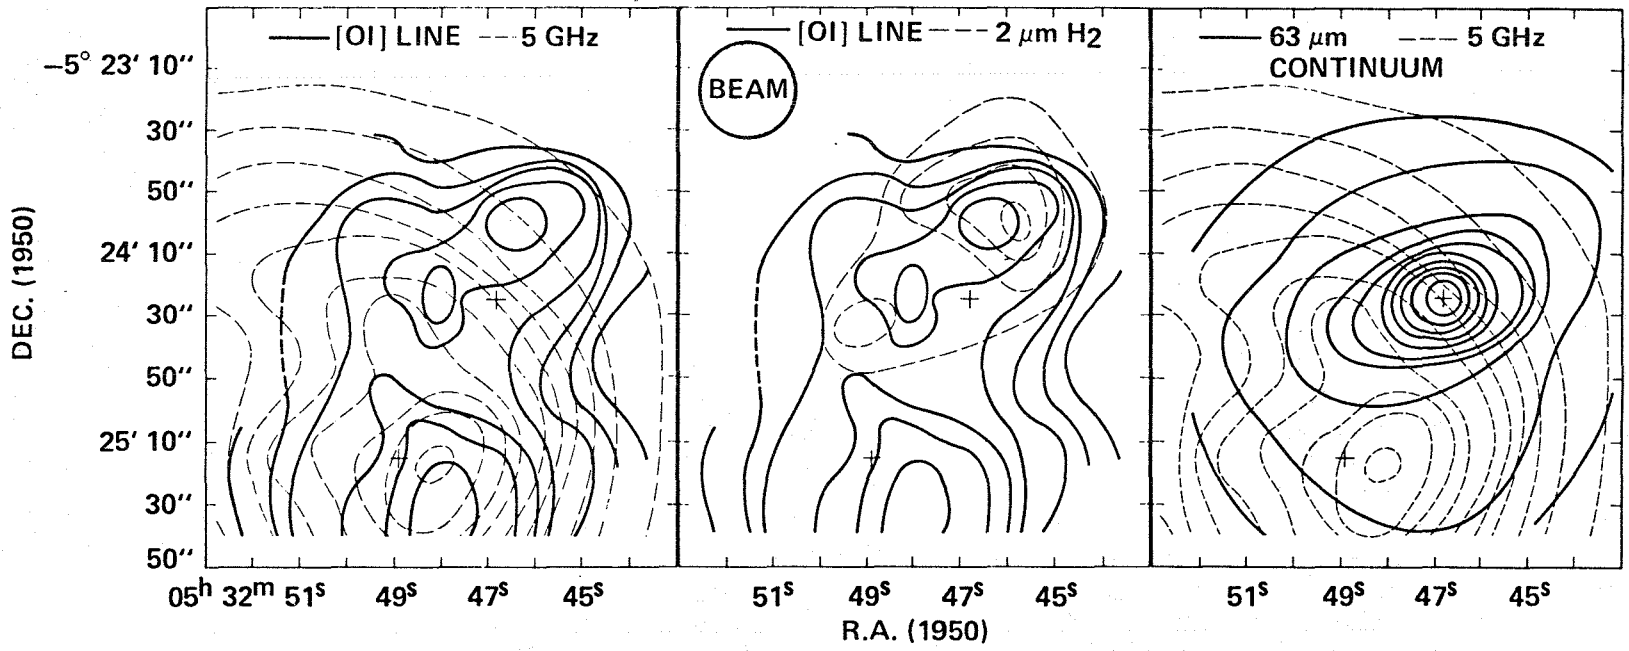 [OI] LINE 5 GHz
[OI] LINE 2 μm H2
63 μm 5 GHz
CONTINUUM
BEAM
DEC. (1950)
−5° 23′ 10″
30″
50″
24′ 10″
30″
50″
25′ 10″
30″
50″
05h 32m 51s 49s 47s 45s
51s 49s 47s 45s
51s 49s 47s 45s
R.A. (1950)